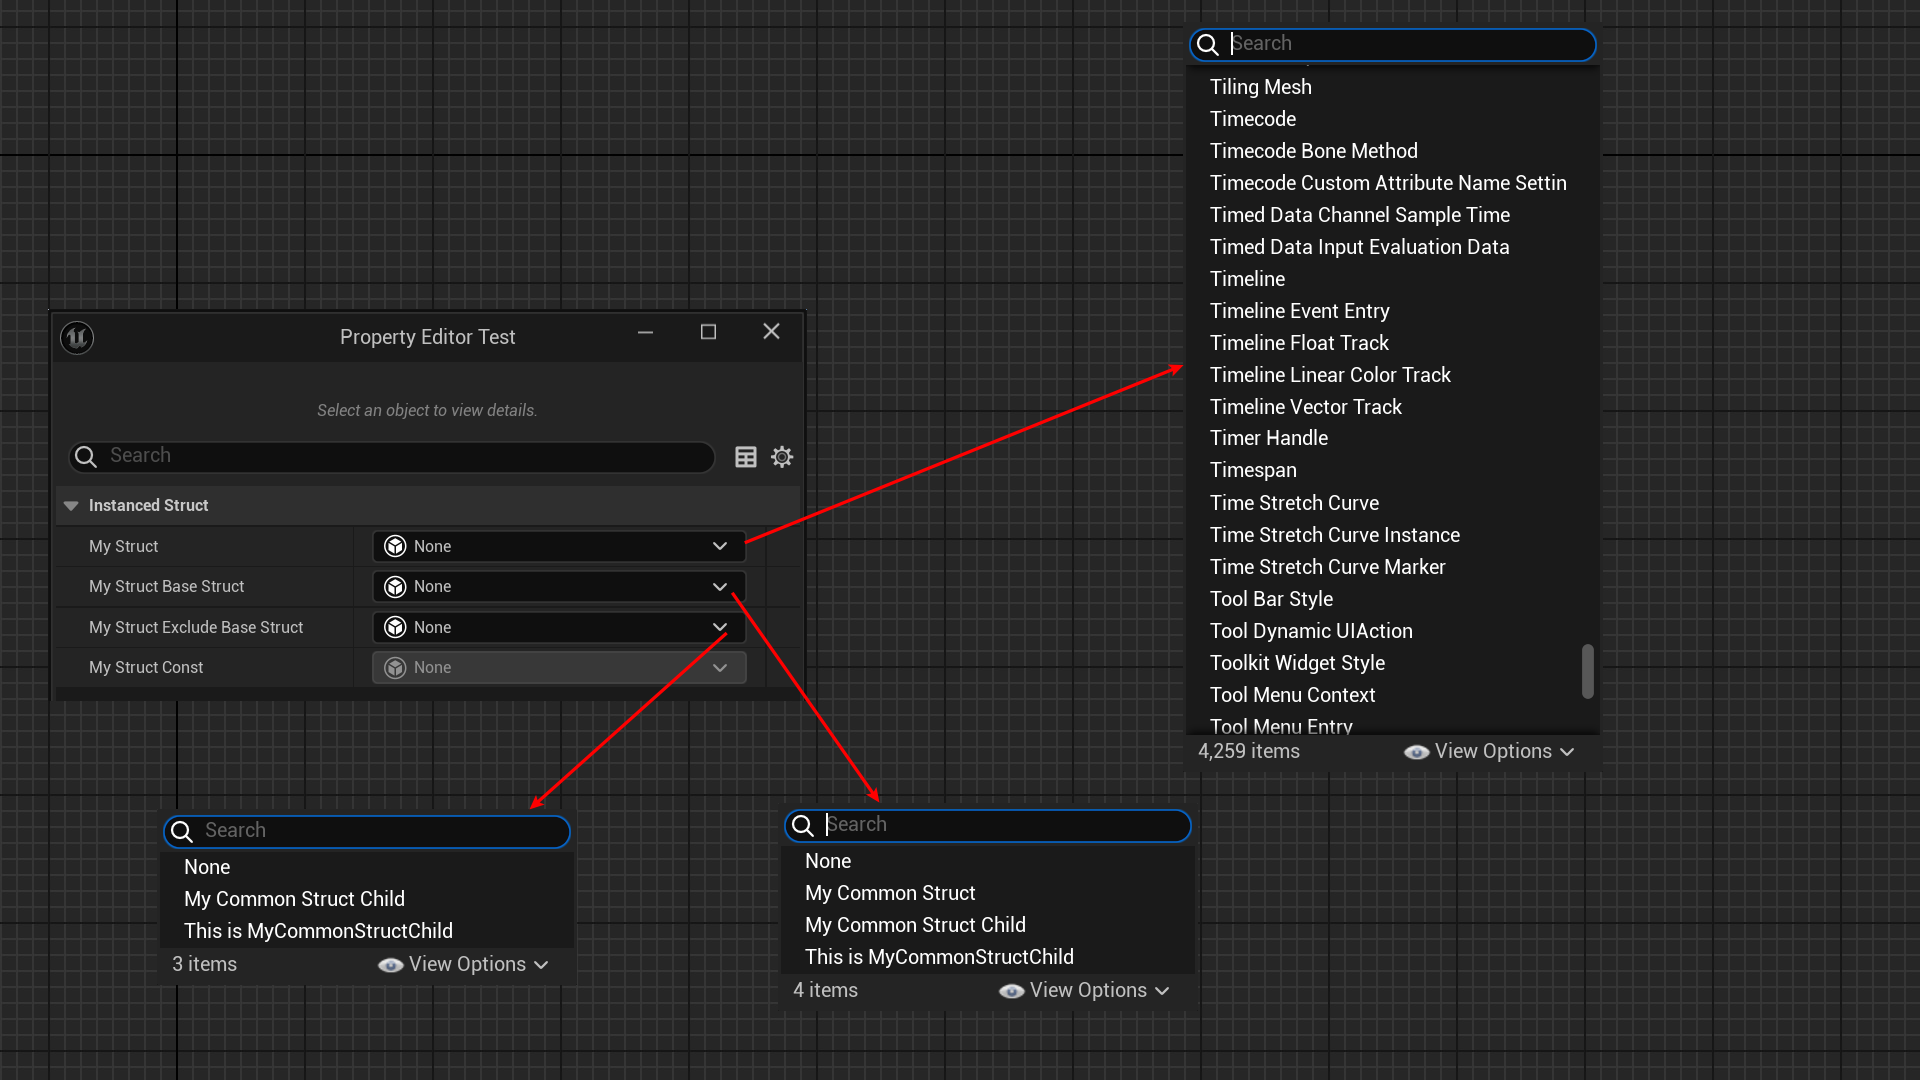 Property Editor Test
Select an object to view details.
Search
Instanced Struct
My Struct
None
My Struct Base Struct
None
My Struct Exclude Base Struct
None
My Struct Const
None
Search
Tiling Mesh
Timecode
Timecode Bone Method
Timecode Custom Attribute Name Settin
Timed Data Channel Sample Time
Timed Data Input Evaluation Data
Timeline
Timeline Event Entry
Timeline Float Track
Timeline Linear Color Track
Timeline Vector Track
Timer Handle
Timespan
Time Stretch Curve
Time Stretch Curve Instance
Time Stretch Curve Marker
Tool Bar Style
Tool Dynamic UIAction
Toolkit Widget Style
Tool Menu Context
Tool Menu Entry
4,259 items
View Options
Search
None
My Common Struct Child
This is MyCommonStructChild
3 items
View Options
Search
None
My Common Struct
My Common Struct Child
This is MyCommonStructChild
4 items
View Options